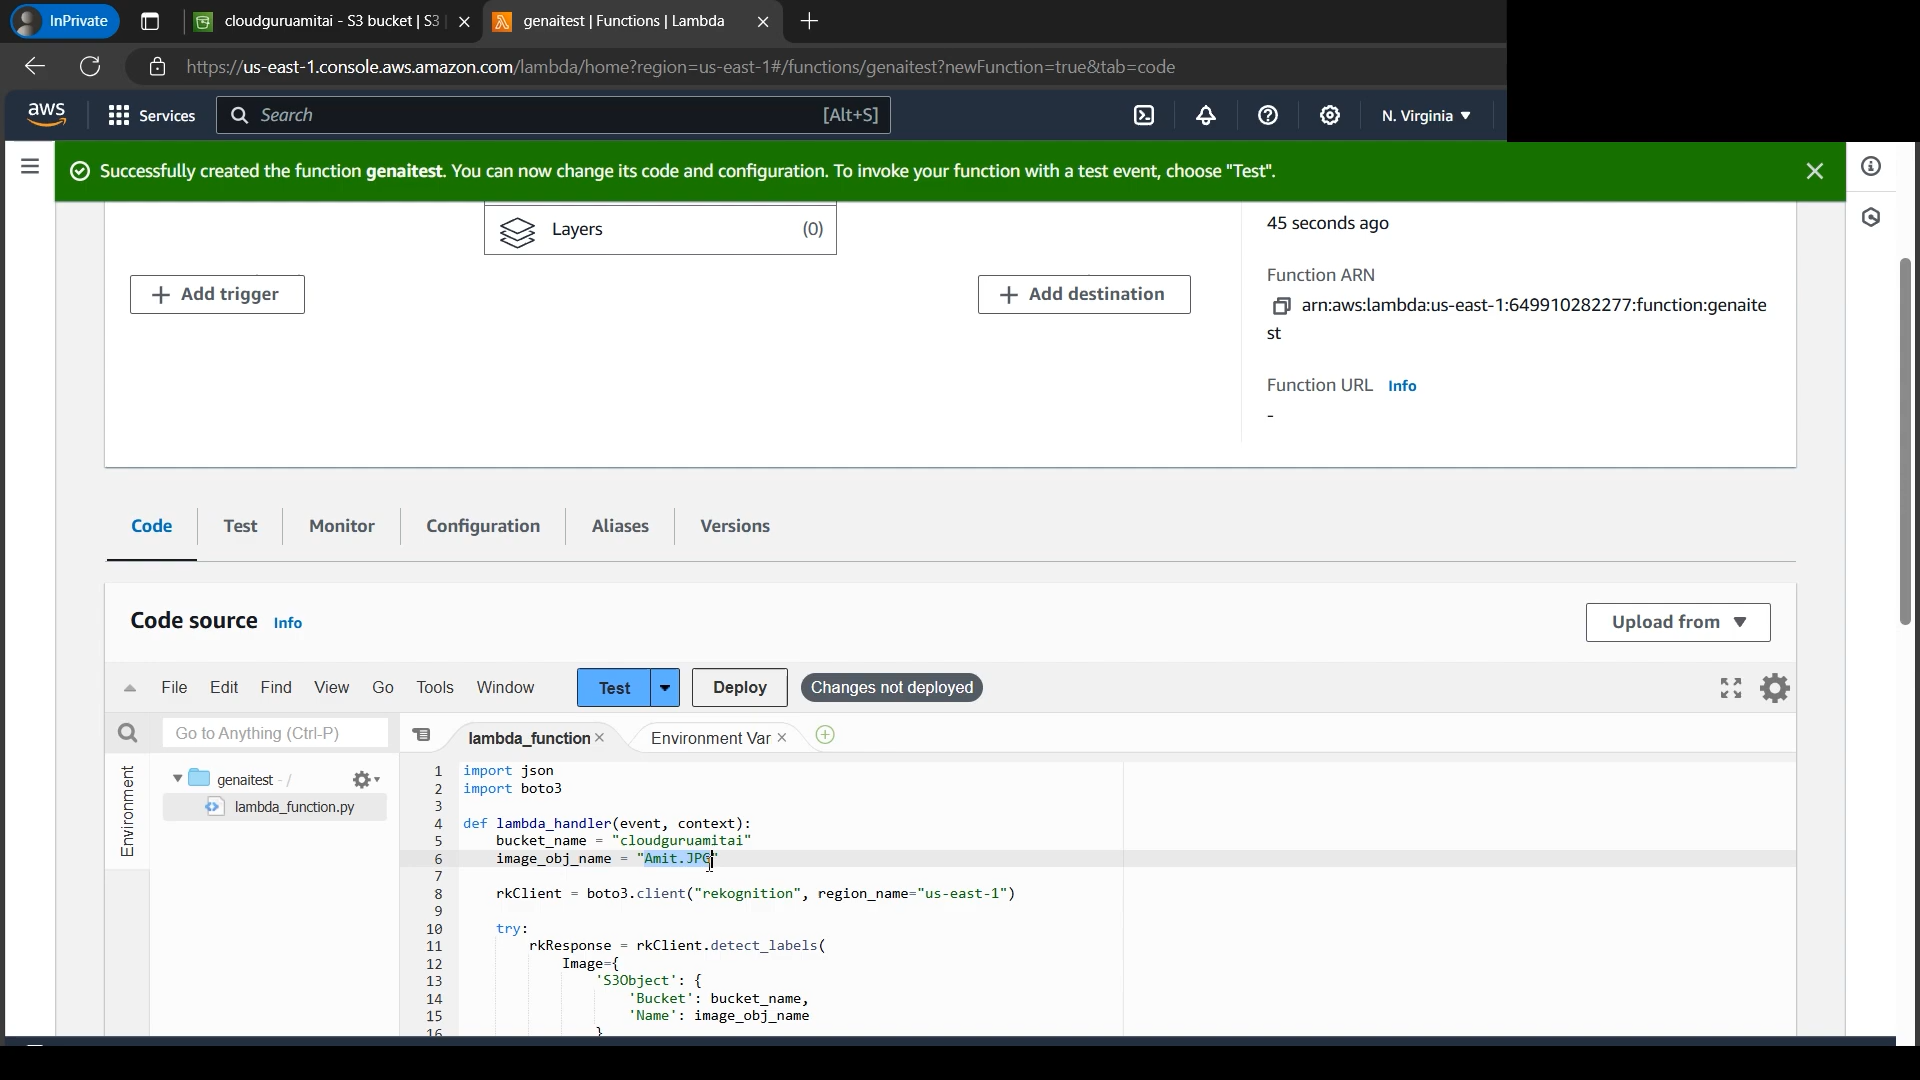 InPrivate
cloudguruamitai - S3 bucket | S3
genaitest | Functions | Lambda
https://us-east-1.console.aws.amazon.com/lambda/home?region=us-east-1#/functions/genaitest?newFunction=true&tab=code
aws
Services
Search
[Alt+S]
N. Virginia
Successfully created the function genaitest. You can now change its code and configuration. To invoke your function with a test event, choose "Test".
Layers
(0)
45 seconds ago
Add trigger
Add destination
Function ARN
arn:aws:lambda:us-east-1:649910282277:function:genaite
st
Function URL Info
-
Code
Test
Monitor
Configuration
Aliases
Versions
Code source Info
Upload from
File Edit Find View Go Tools Window
Test
Deploy
Changes not deployed
Go to Anything (Ctrl-P)
lambda_function
Environment Var
Environment
genaitest - /
lambda_function.py
1 import json
2 import boto3
3
4 def lambda_handler(event, context):
5 bucket_name = "cloudguruamitai"
6 image_obj_name = "Amit.JPG"
7
8 rkClient = boto3.client("rekognition", region_name="us-east-1")
9
10 try:
11 rkResponse = rkClient.detect_labels(
12 Image={
13 'S3Object': {
14 'Bucket': bucket_name,
15 'Name': image_obj_name
16 }